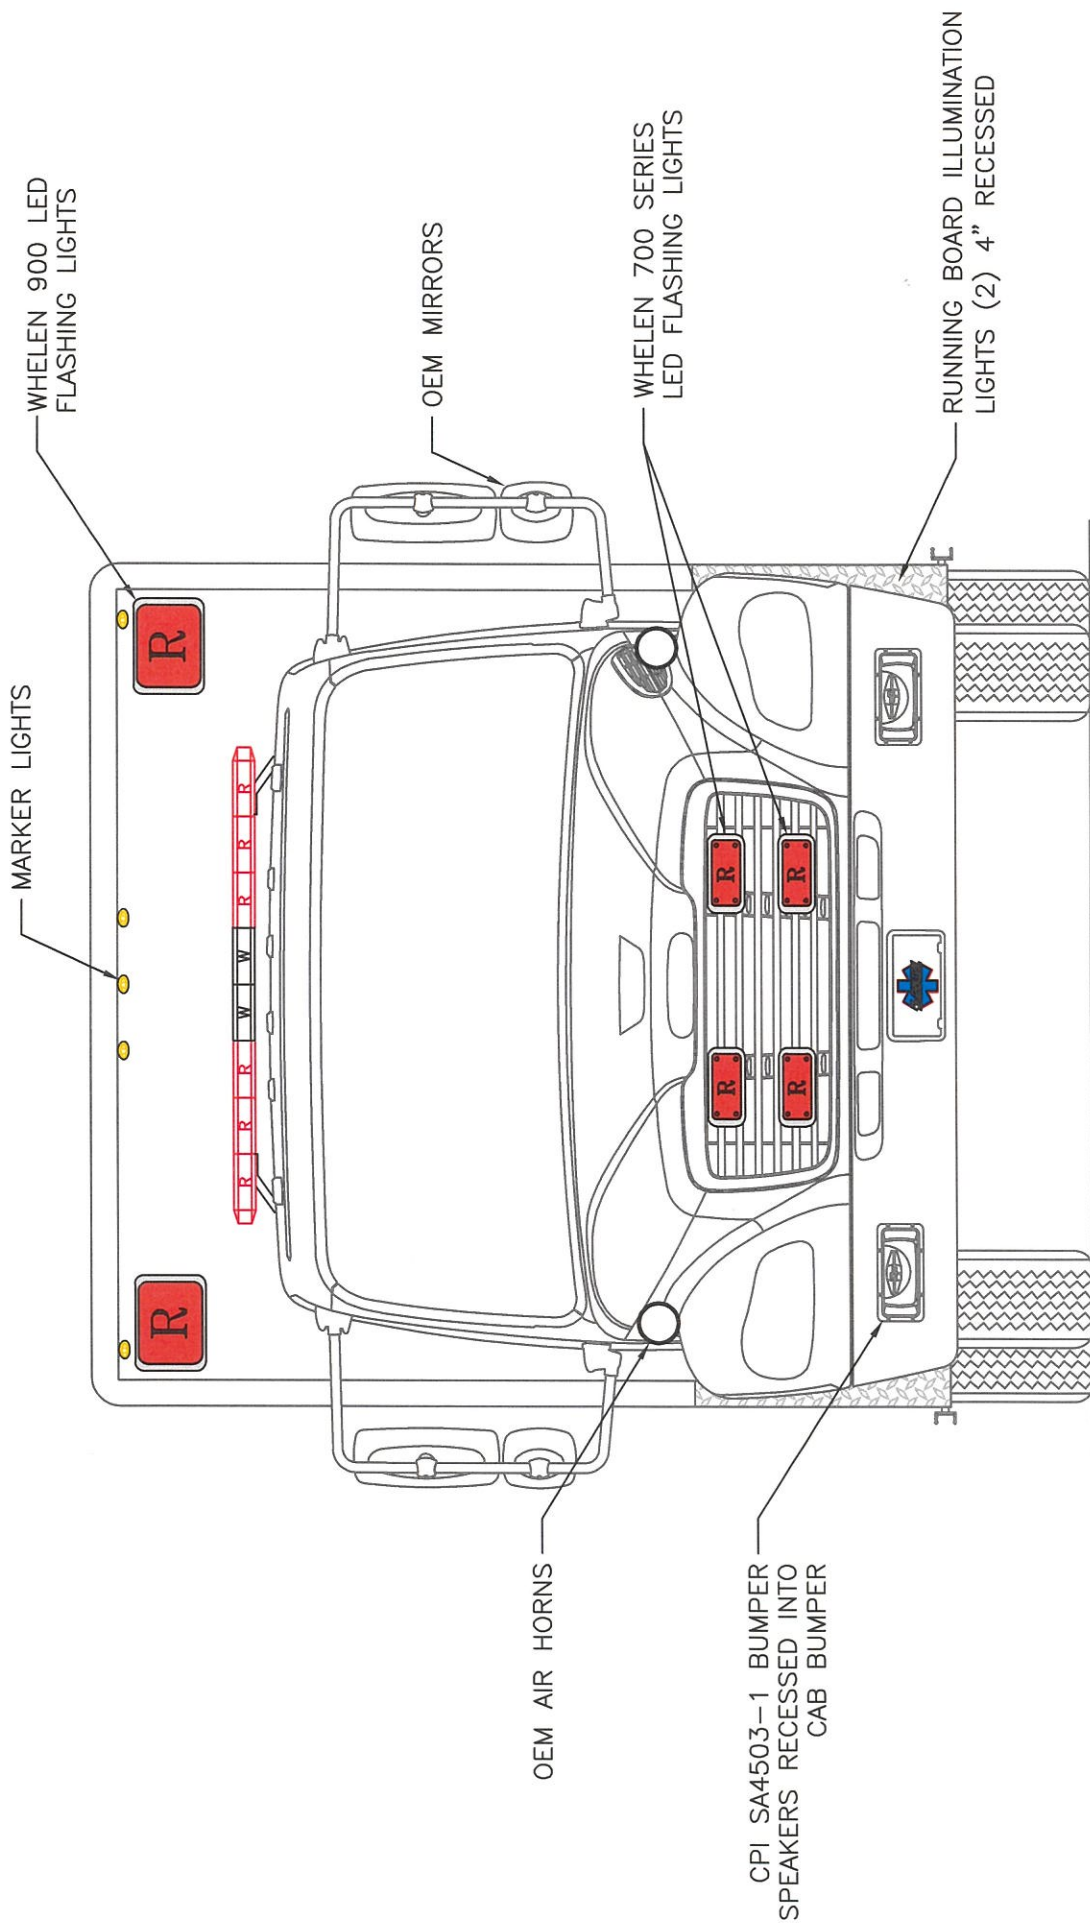 MARKER LIGHTS
WHELEN 900 LED
FLASHING LIGHTS
R
R
R
R
R
W
W
R
R
R
OEM MIRRORS
OEM AIR HORNS
WHELEN 700 SERIES
LED FLASHING LIGHTS
R
R
R
R
CPI SA4503-1 BUMPER
SPEAKERS RECESSED INTO
CAB BUMPER
RUNNING BOARD ILLUMINATION
LIGHTS (2) 4" RECESSED